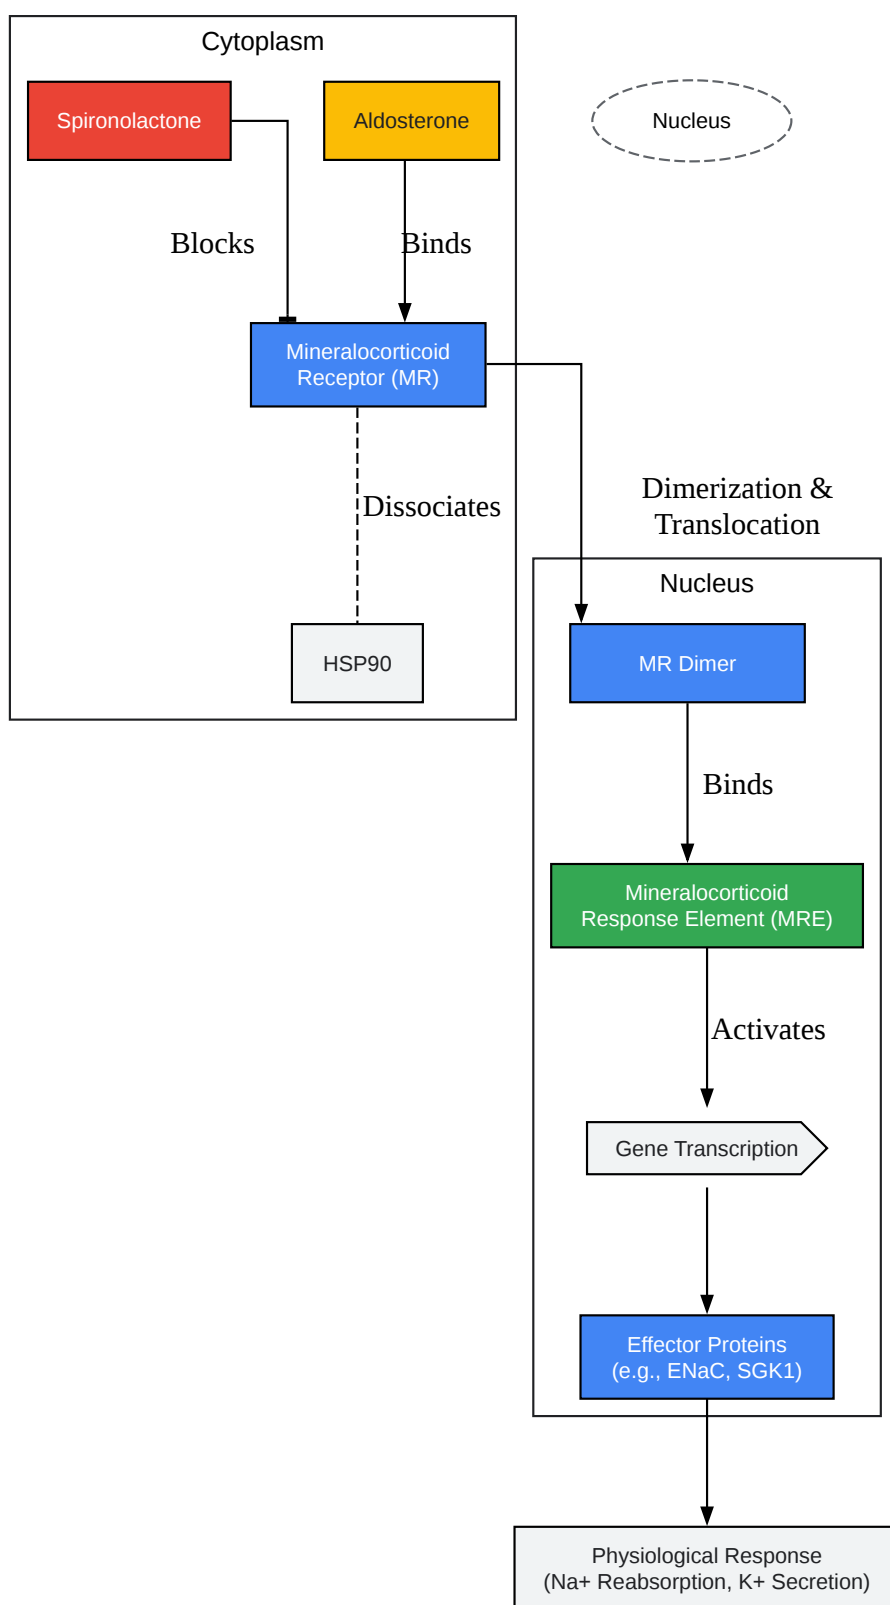 Cytoplasm
Spironolactone
Aldosterone
Nucleus
Blocks
Binds
Mineralocorticoid
Receptor (MR)
Dissociates
Dimerization &
Translocation
Nucleus
HSP90
MR Dimer
Binds
Mineralocorticoid
Response Element (MRE)
Activates
Gene Transcription
Effector Proteins
(e.g., ENaC, SGK1)
Physiological Response
(Na+ Reabsorption, K+ Secretion)